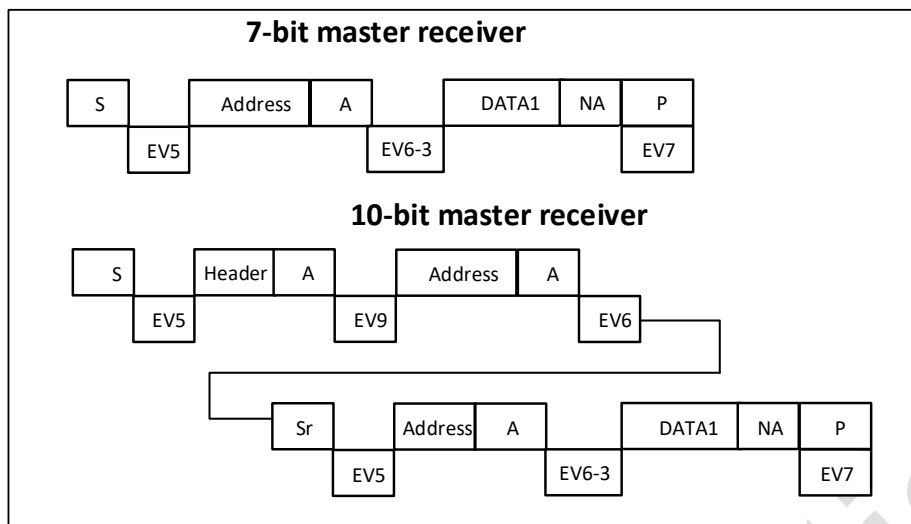 7-bit master receiver
S Address A DATA1 NA P
EV5 EV6-3 EV7
10-bit master receiver
S Header A Address A
EV5 EV9 EV6
Sr Address A DATA1 NA P
EV5 EV6-3 EV7